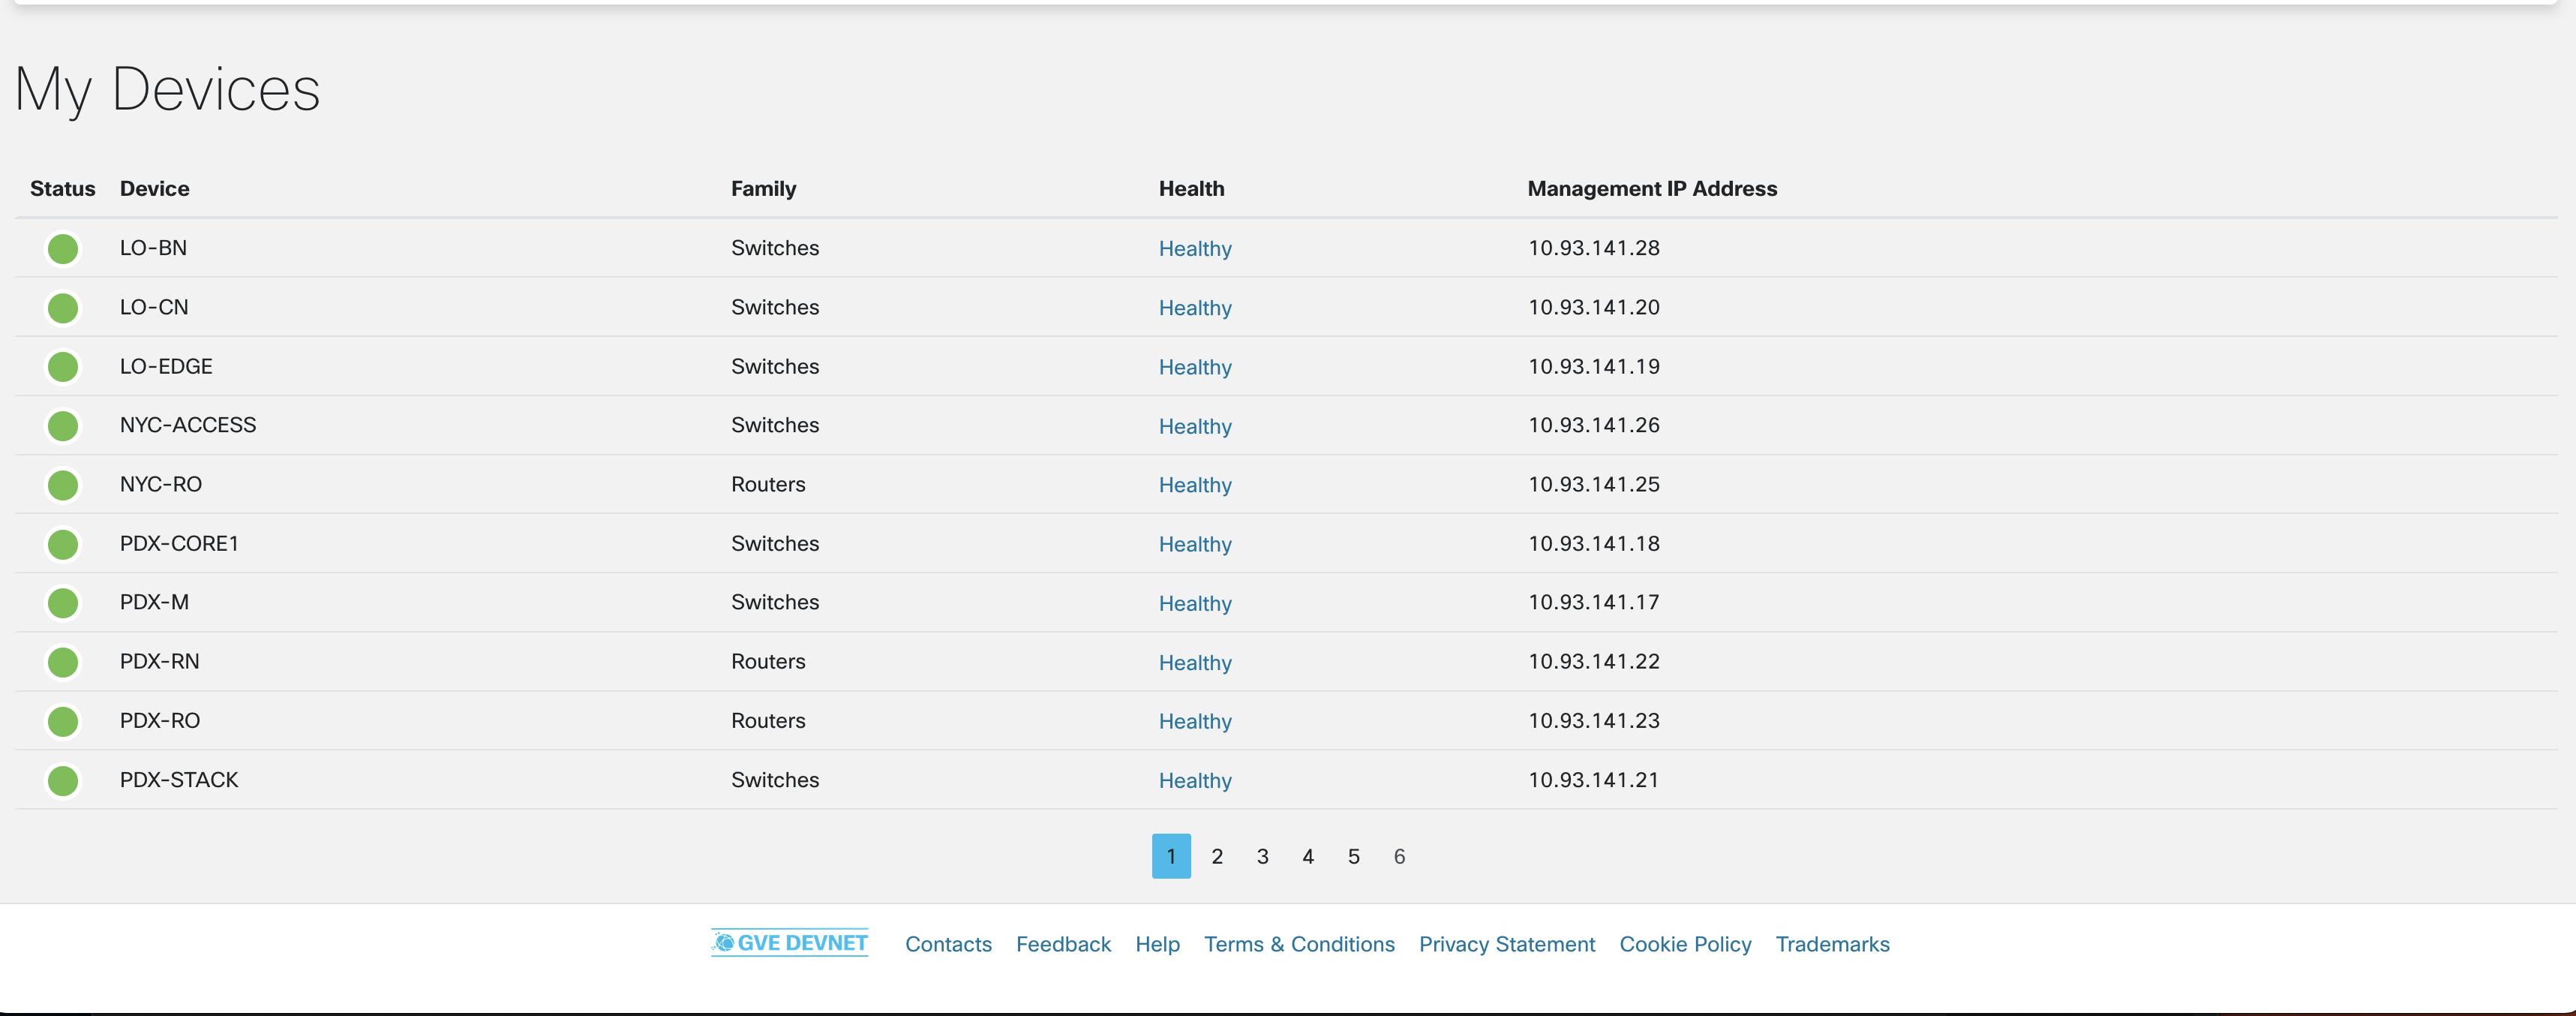 My Devices
Status Device Family Health Management IP Address
LO-BN Switches Healthy 10.93.141.28
LO-CN Switches Healthy 10.93.141.20
LO-EDGE Switches Healthy 10.93.141.19
NYC-ACCESS Switches Healthy 10.93.141.26
NYC-RO Routers Healthy 10.93.141.25
PDX-CORE1 Switches Healthy 10.93.141.18
PDX-M Switches Healthy 10.93.141.17
PDX-RN Routers Healthy 10.93.141.22
PDX-RO Routers Healthy 10.93.141.23
PDX-STACK Switches Healthy 10.93.141.21
1 2 3 4 5 6
GVE DEVNET Contacts Feedback Help Terms & Conditions Privacy Statement Cookie Policy Trademarks